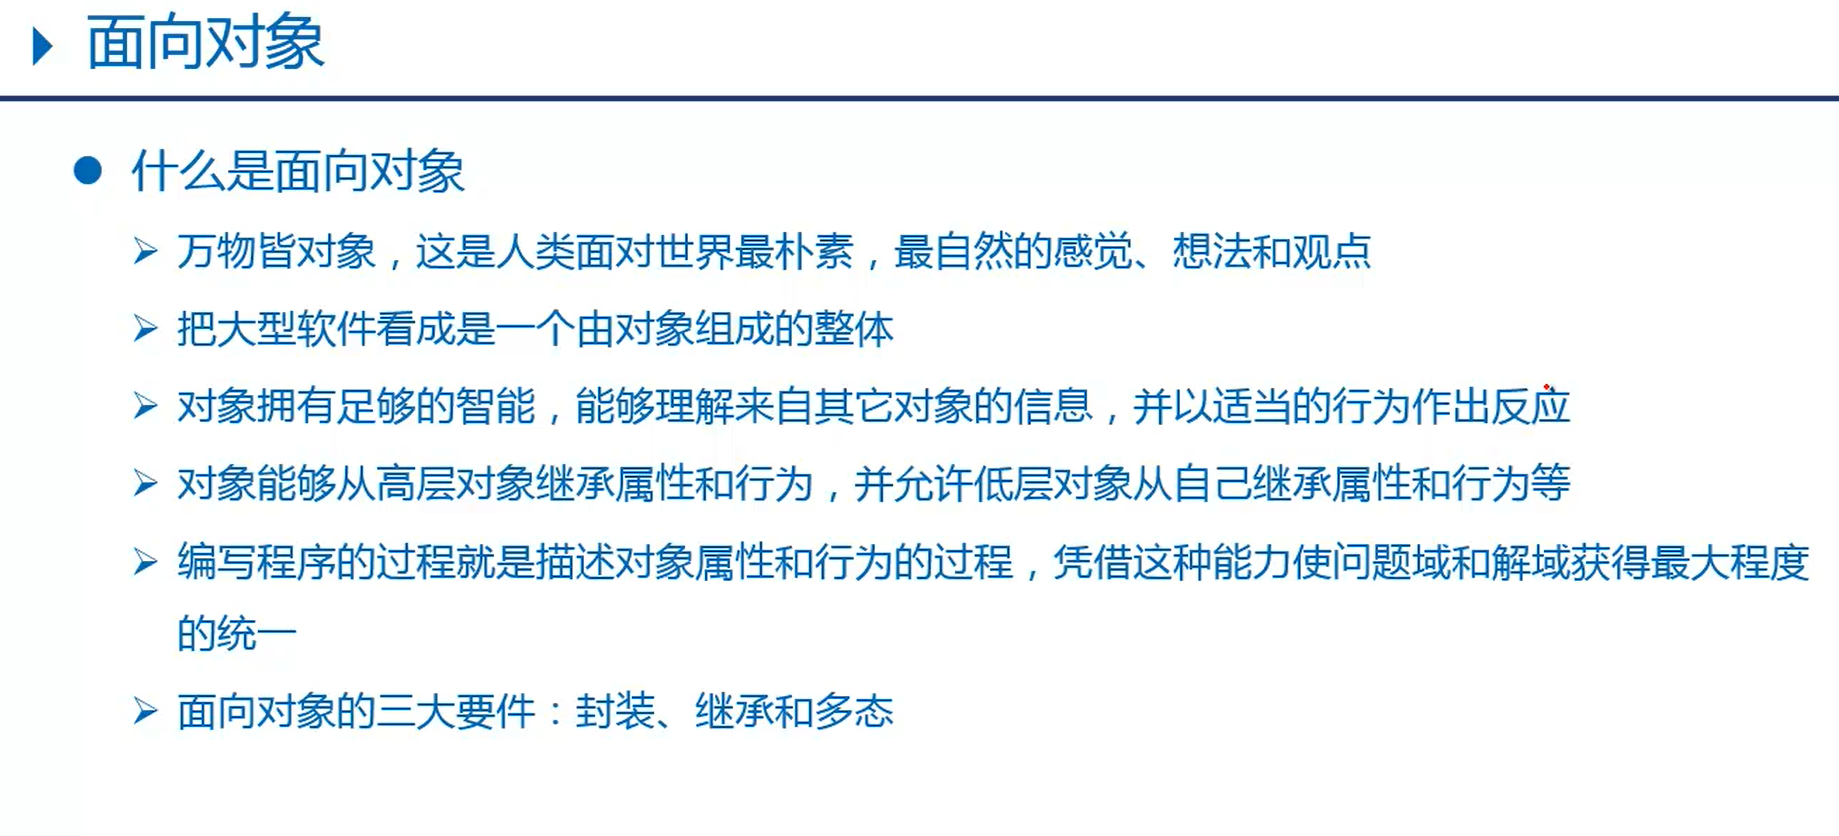 面向对象
什么是面向对象
万物皆对象，这是人类面对世界最朴素，最自然的感觉、想法和观点
把大型软件看成是一个由对象组成的整体
对象拥有足够的智能，能够理解来自其它对象的信息，并以适当的行为作出反应
对象能够从高层对象继承属性和行为，并允许低层对象从自己继承属性和行为等
编写程序的过程就是描述对象属性和行为的过程，凭借这种能力使问题域和解域获得最大程度
的统一
面向对象的三大要件：封装、继承和多态